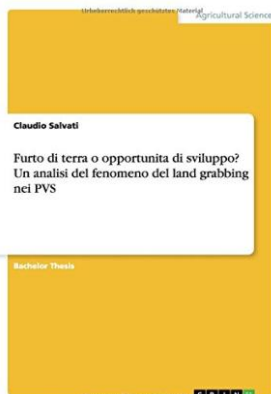 Urheberrechtlich geschütztes Material
Agricultural Science
Claudio Salvati
Furto di terra o opportunita di sviluppo?
Un analisi del fenomeno del land grabbing
nei PVS
Bachelor Thesis
GRIN